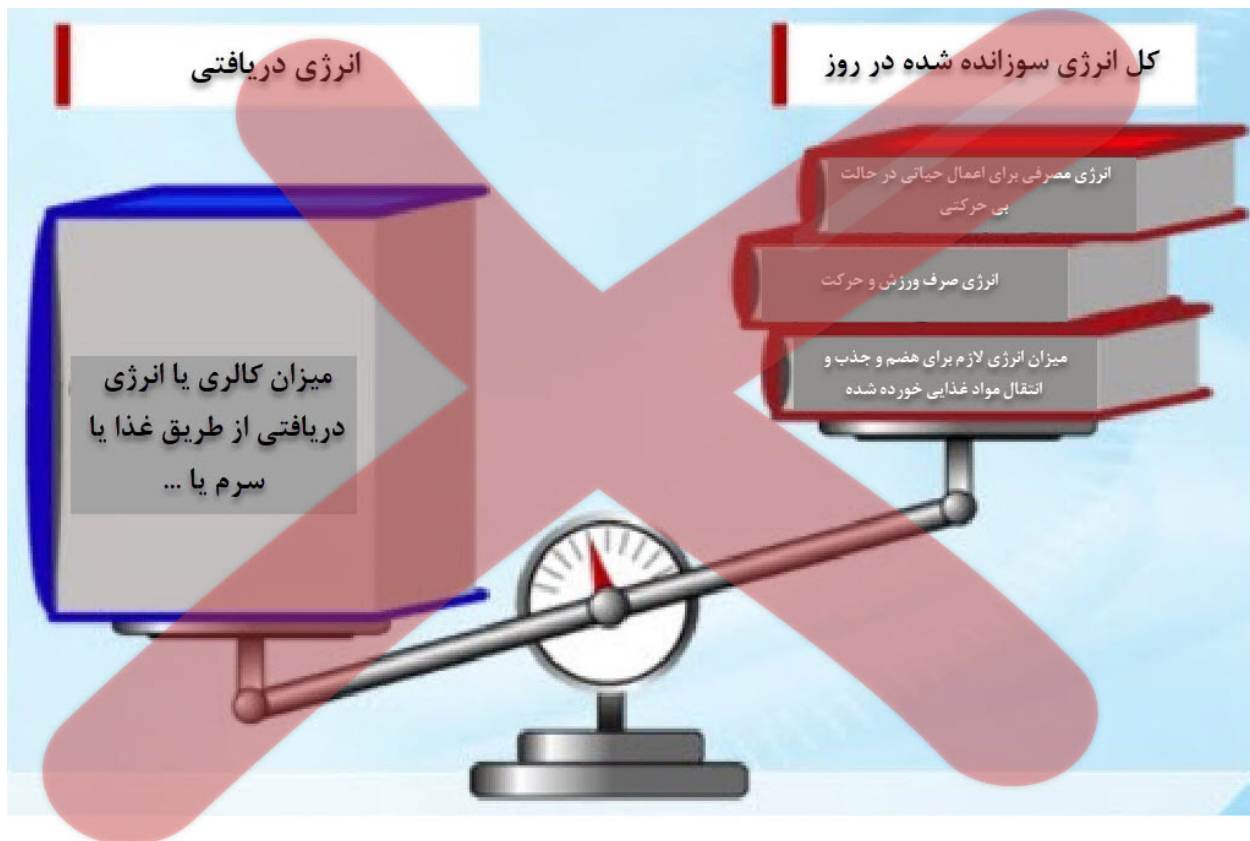 کل انرژی سوزانده شده در روز
انرژی دریافتی
انرژی مصرفی برای اعمال حیاتی در حالت
بی حرکتی
انرژی صرف ورزش و حرکت
میزان انرژی لازم برای هضم و جذب و
انتقال مواد غذایی خورده شده
میزان کالری یا انرژی
دریافتی از طریق غذا یا
سرم یا ...